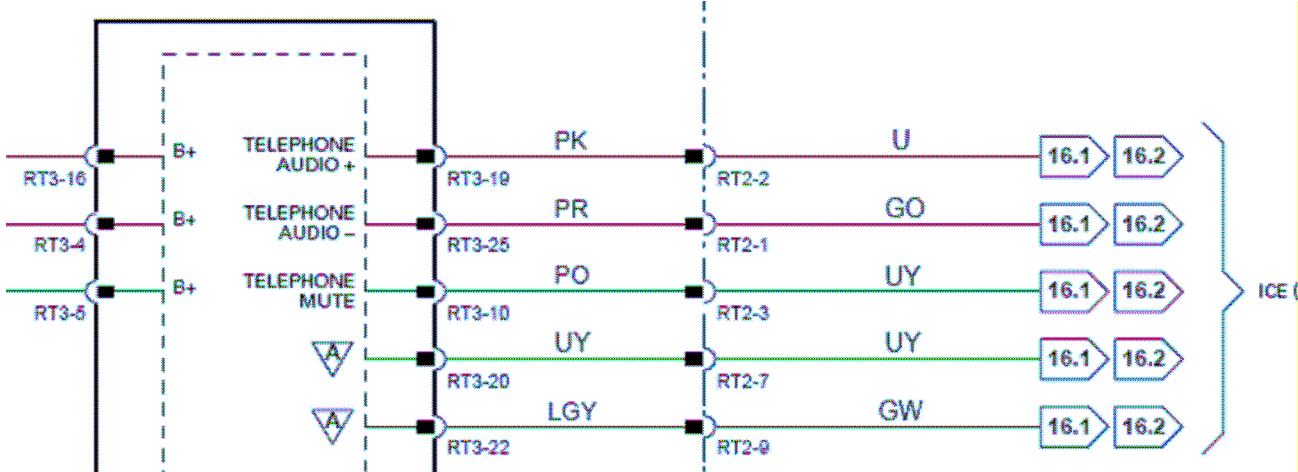 PK
U
B+
TELEPHONE
AUDIO +
16.1
16.2
RT3-16
RT3-19
RT2-2
PR
GO
B+
TELEPHONE
AUDIO –
16.1
16.2
RT3-4
RT3-25
RT2-1
PO
UY
B+
TELEPHONE
MUTE
16.1
16.2
ICE (
RT3-5
RT3-10
RT2-3
UY
UY
A
16.1
16.2
RT3-20
RT2-7
LGY
GW
A
16.1
16.2
RT3-22
RT2-9